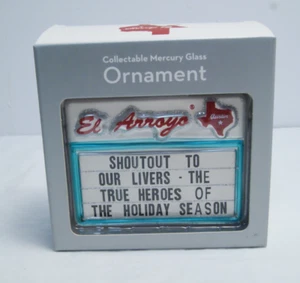 Collectable Mercury Glass
Ornament
El Arroyo®
SHOUTOUT TO
OUR LIVERS - THE
TRUE HEROES OF
THE HOLIDAY SEASON